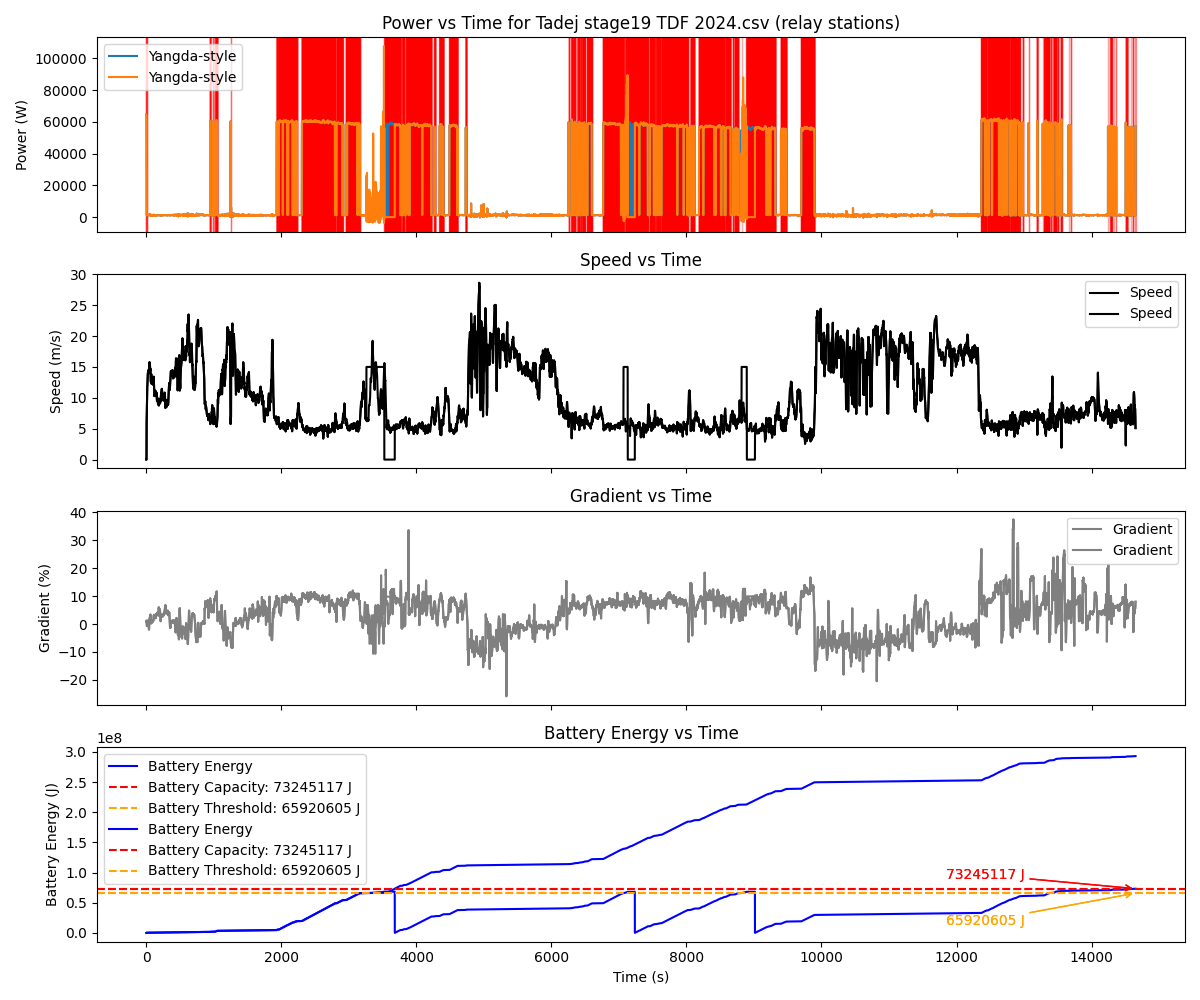 Power vs Time for Tadej stage19 TDF 2024.csv (relay stations)
Power (W)
100000
80000
60000
40000
20000
0
Yangda-style
Yangda-style
Speed vs Time
Speed (m/s)
30
25
20
15
10
5
0
Speed
Speed
Gradient vs Time
Gradient (%)
40
30
20
10
0
−10
−20
Gradient
Gradient
Battery Energy vs Time
1e8
Battery Energy (J)
3.0
2.5
2.0
1.5
1.0
0.5
0.0
Battery Energy
Battery Capacity: 73245117 J
Battery Threshold: 65920605 J
Battery Energy
Battery Capacity: 73245117 J
Battery Threshold: 65920605 J
73245117 J
65920605 J
0 2000 4000 6000 8000 10000 12000 14000
Time (s)